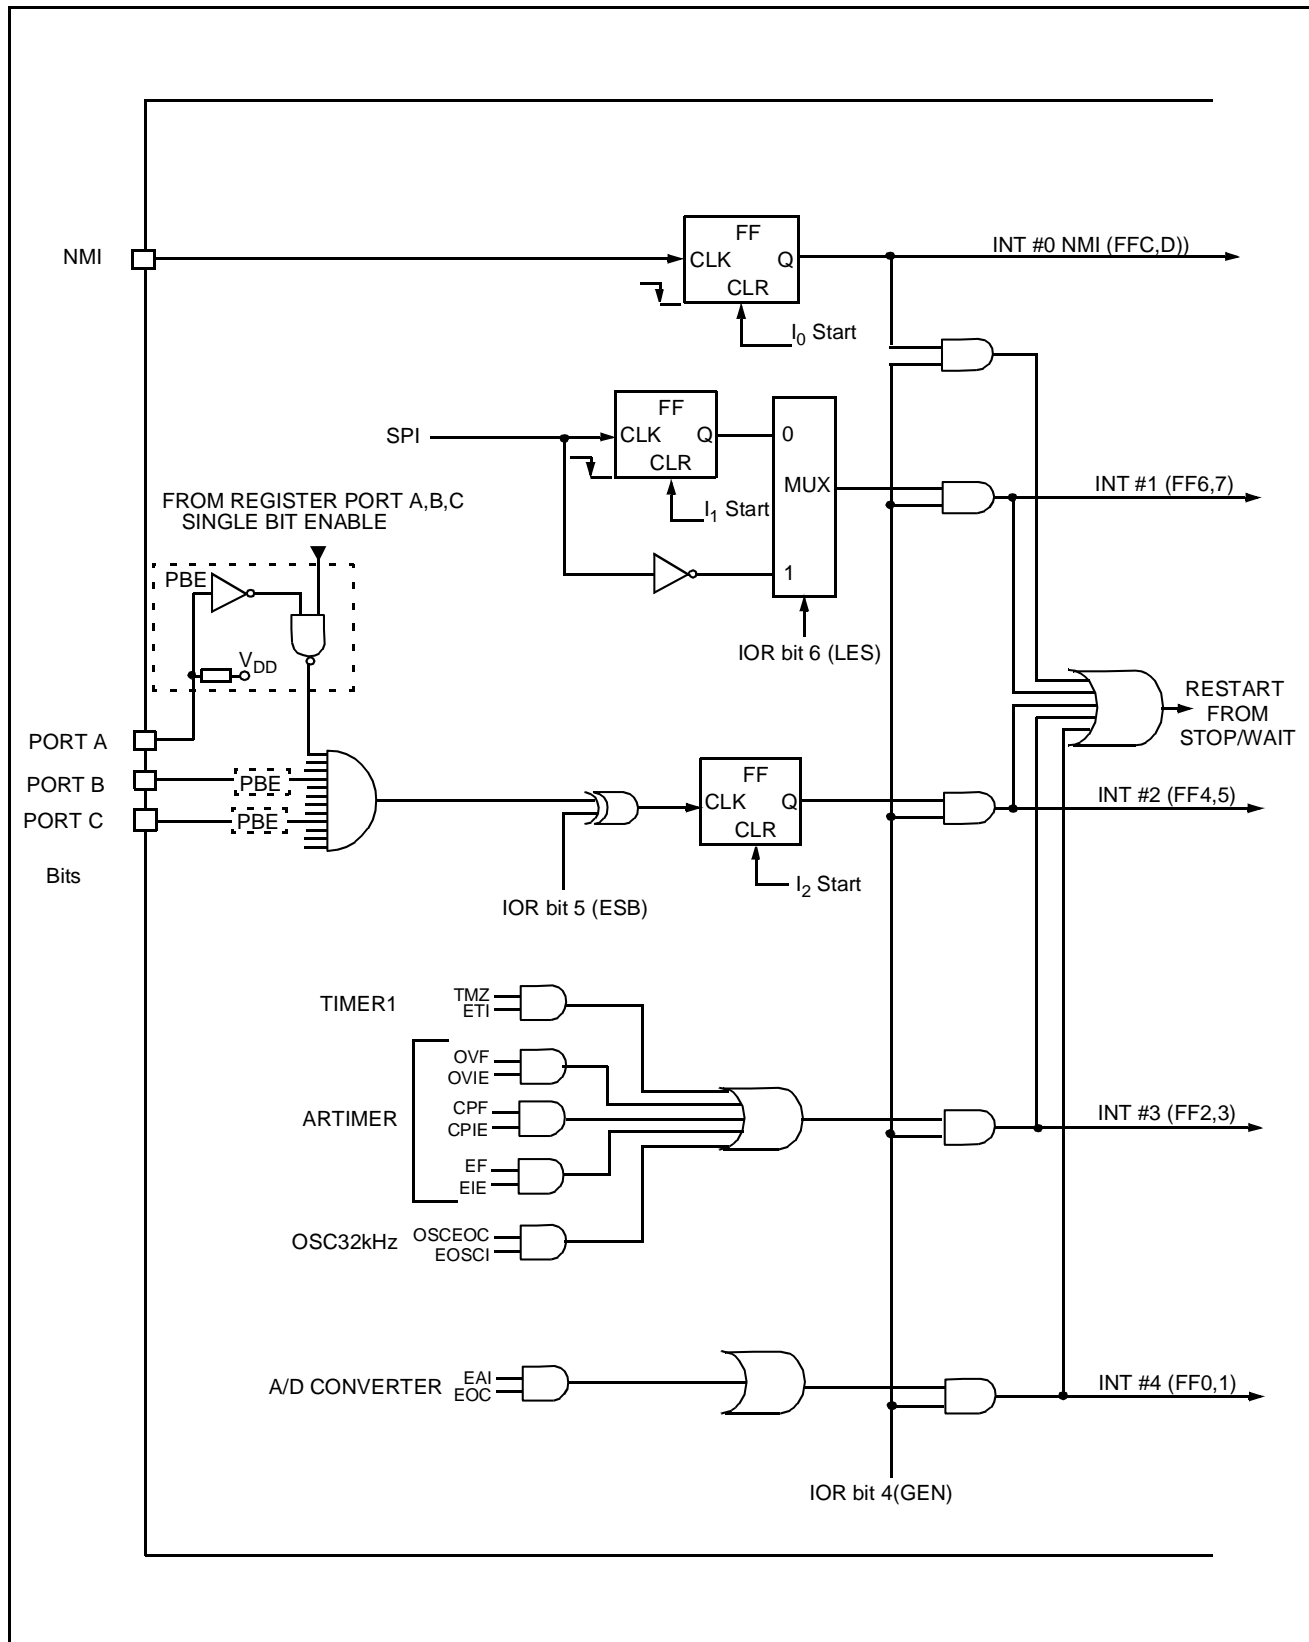 FF
NMI
CLK
Q
INT #0 NMI (FFC,D))
CLR
I0 Start
FF
SPI
CLK
Q
0
CLR
MUX
INT #1 (FF6,7)
I1 Start
FROM REGISTER PORT A,B,C
SINGLE BIT ENABLE
PBE
1
IOR bit 6 (LES)
VDD
RESTART
FROM
STOP/WAIT
PORT A
PORT B
PBE
PORT C
PBE
Bits
FF
CLK
Q
CLR
INT #2 (FF4,5)
I2 Start
IOR bit 5 (ESB)
TIMER1
TMZ
ETI
ARTIMER
OVF
OVIE
CPF
CPIE
EF
EIE
INT #3 (FF2,3)
OSC32kHz
OSCEOC
EOSCI
A/D CONVERTER
EAI
EOC
INT #4 (FF0,1)
IOR bit 4(GEN)